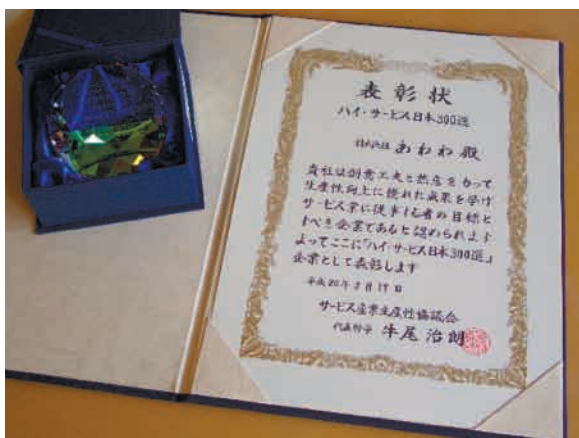 表彰状
ハイ・サービス日本300選
株式会社 あわわ 殿
貴社は創意工夫と熱意をもって
生産性向上に優れた成果を挙げ
サービス業に従事する者の目標と
すべき企業であると認められます
よってここに「ハイ・サービス日本300選」
企業として表彰します
平成20年3月17日
サービス産業生産性協議会
代表幹事 牛尾治朗